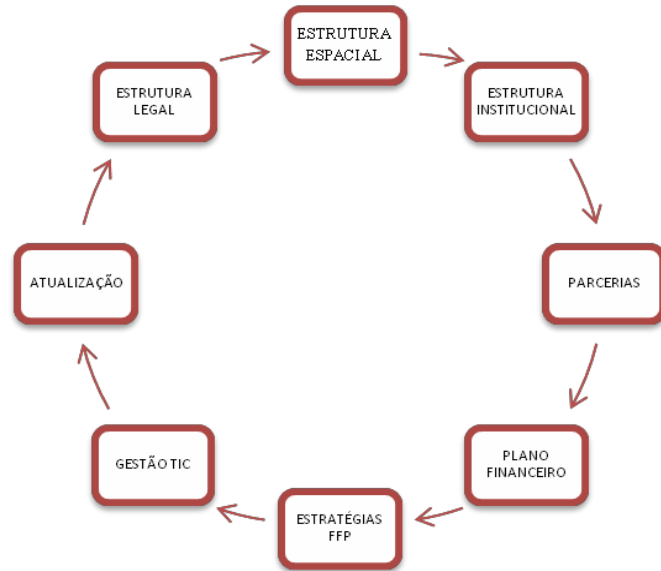 ESTRUTURA
ESPACIAL
ESTRUTURA
INSTITUCIONAL
PARCERIAS
PLANO
FINANCEIRO
ESTRATÉGIAS
FFP
GESTÃO TIC
ATUALIZAÇÃO
ESTRUTURA
LEGAL